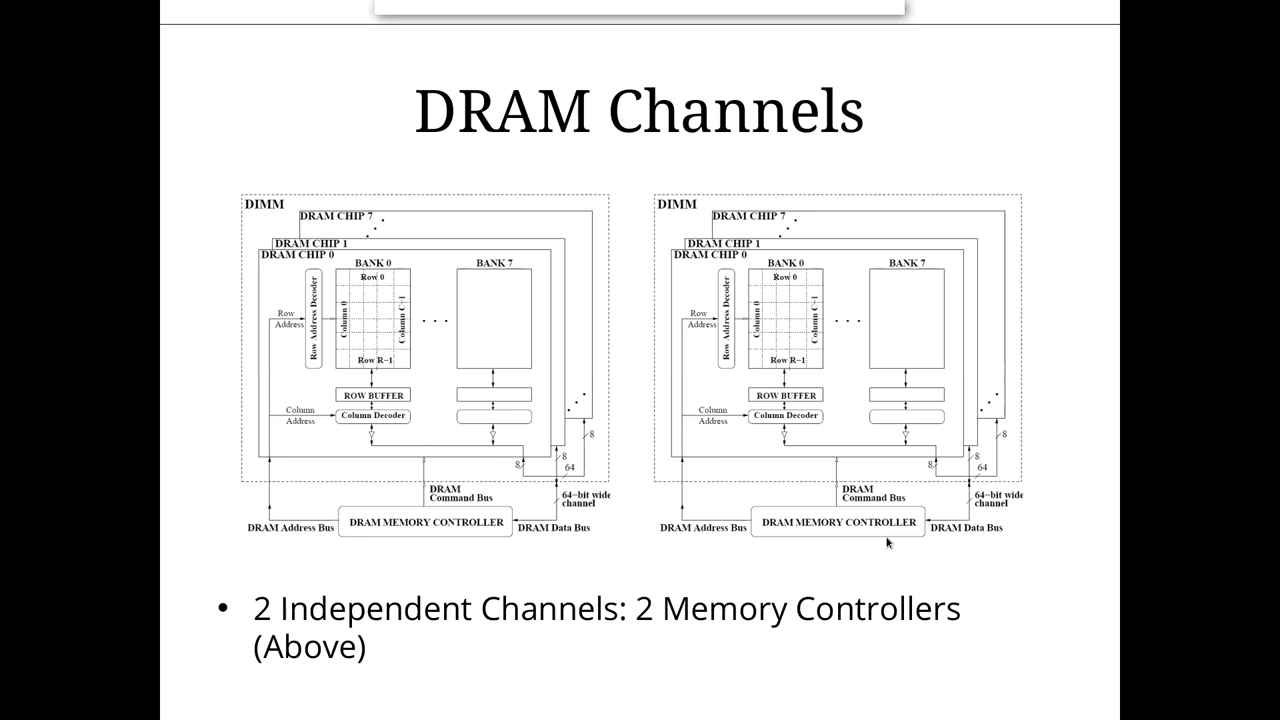 DRAM Channels
DIMM
DRAM CHIP 7
DRAM CHIP 1
DRAM CHIP 0
BANK 0
BANK 7
Row 0
Row Address Decoder
Column 0
Column C−1
Row
Address
Row R−1
ROW BUFFER
Column
Address
Column Decoder
8
8
8
64
DRAM
Command Bus
64−bit wide
channel
DRAM Address Bus
DRAM MEMORY CONTROLLER
DRAM Data Bus
DIMM
DRAM CHIP 7
DRAM CHIP 1
DRAM CHIP 0
BANK 0
BANK 7
Row 0
Row Address Decoder
Column 0
Column C−1
Row
Address
Row R−1
ROW BUFFER
Column
Address
Column Decoder
8
8
8
64
DRAM
Command Bus
64−bit wide
channel
DRAM Address Bus
DRAM MEMORY CONTROLLER
DRAM Data Bus
• 2 Independent Channels: 2 Memory Controllers
(Above)